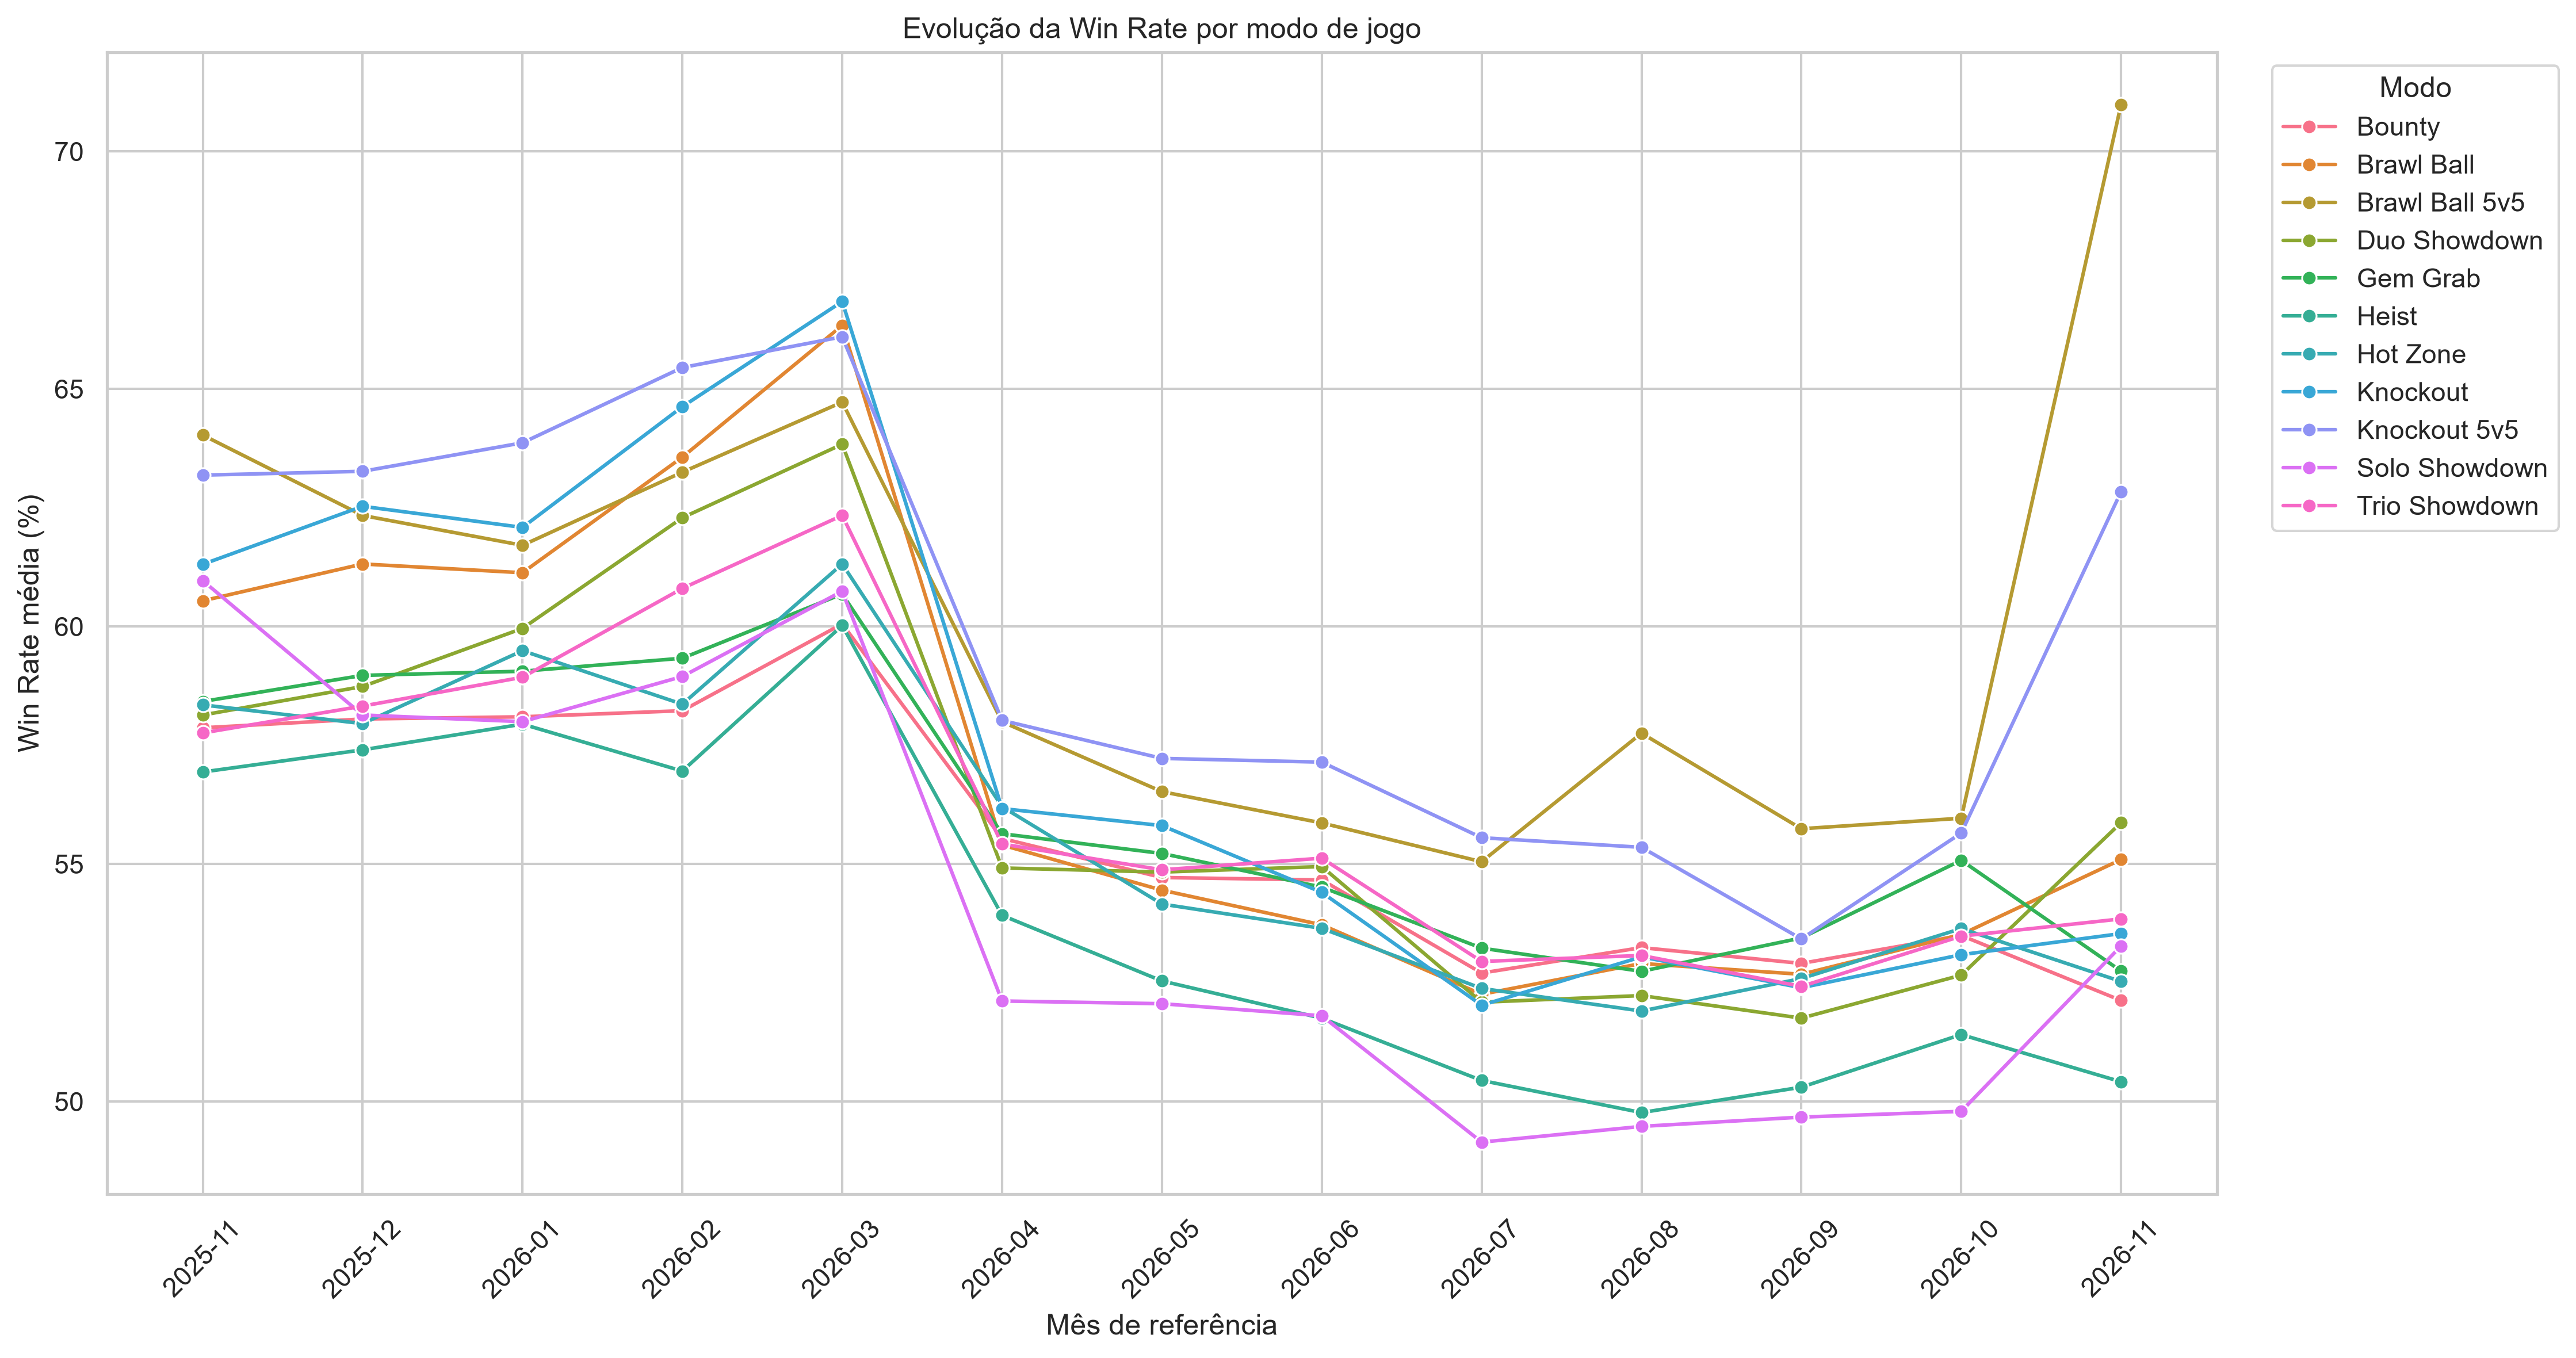 Evolução da Win Rate por modo de jogo
Win Rate média (%)
70
65
60
55
50
2025-11
2025-12
2026-01
2026-02
2026-03
2026-04
2026-05
2026-06
2026-07
2026-08
2026-09
2026-10
2026-11
Mês de referência
Modo
Bounty
Brawl Ball
Brawl Ball 5v5
Duo Showdown
Gem Grab
Heist
Hot Zone
Knockout
Knockout 5v5
Solo Showdown
Trio Showdown